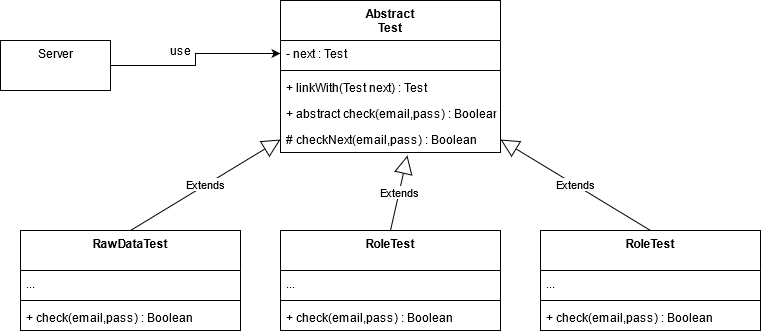 Abstract
Test
Server
use
- next : Test
+ linkWith(Test next) : Test
+ abstract check(email,pass) : Boolean
# checkNext(email,pass) : Boolean
Extends
Extends
Extends
RawDataTest
RoleTest
RoleTest
...
...
...
+ check(email,pass) : Boolean
+ check(email,pass) : Boolean
+ check(email,pass) : Boolean